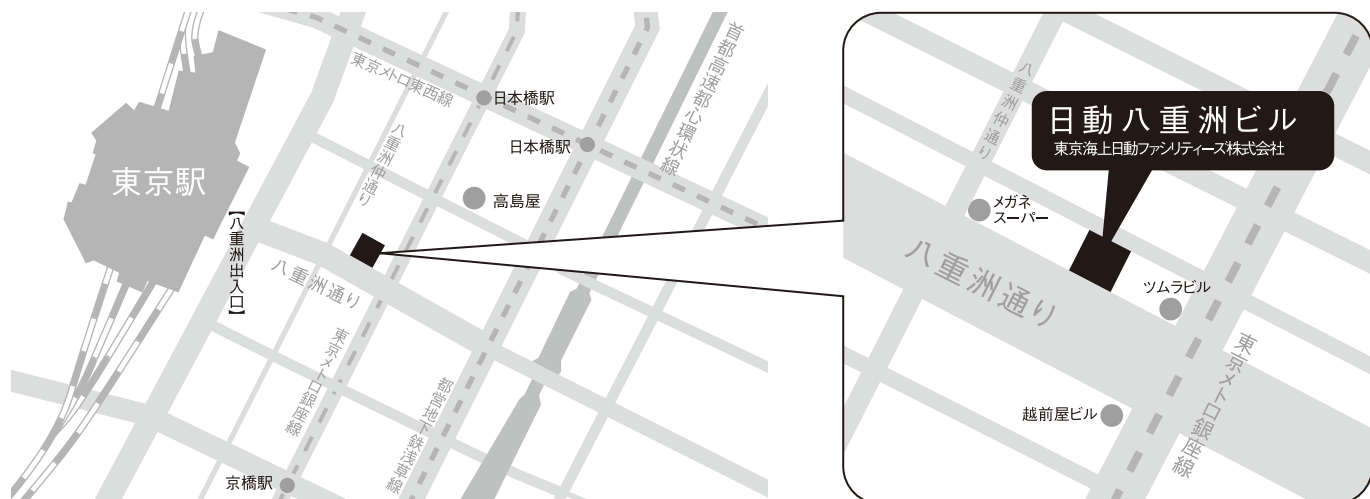 東京駅
【八重洲出入口】
東京メトロ東西線
日本橋駅
日本橋駅
首都高速都心環状線
八重洲仲通り
高島屋
八重洲通り
東京メトロ銀座線
都営地下鉄浅草線
京橋駅
八重洲仲通り
日動八重洲ビル
東京海上日動ファシリティーズ株式会社
メガネ
スーパー
八重洲通り
ツムラビル
東京メトロ銀座線
越前屋ビル